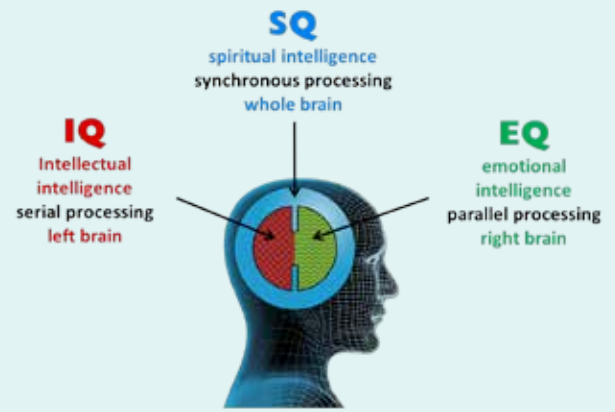 SQ
spiritual intelligence
synchronous processing
whole brain
IQ
Intellectual
intelligence
serial processing
left brain
EQ
emotional
intelligence
parallel processing
right brain